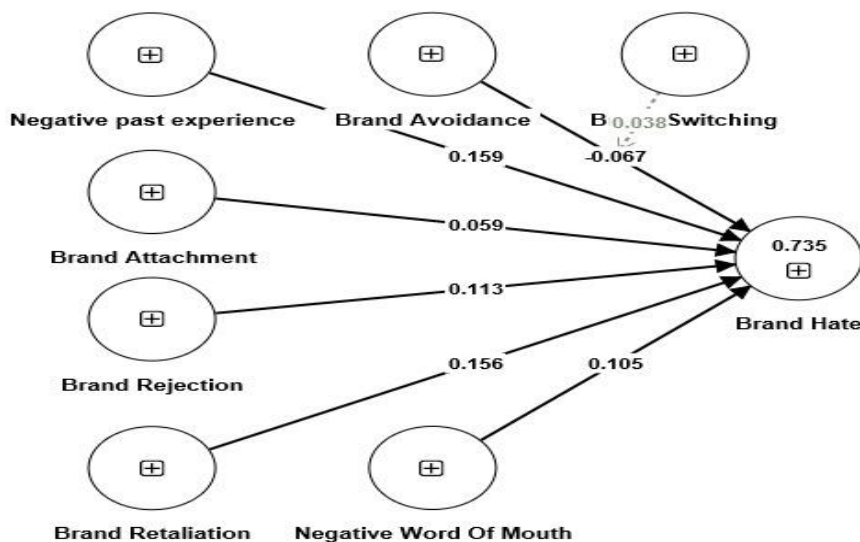 Negative past experience
Brand Avoidance
B
0.038
Switching
0.159
-0.067
Brand Attachment
0.059
0.735
Brand Hate
0.113
Brand Rejection
0.156
0.105
Brand Retaliation
Negative Word Of Mouth